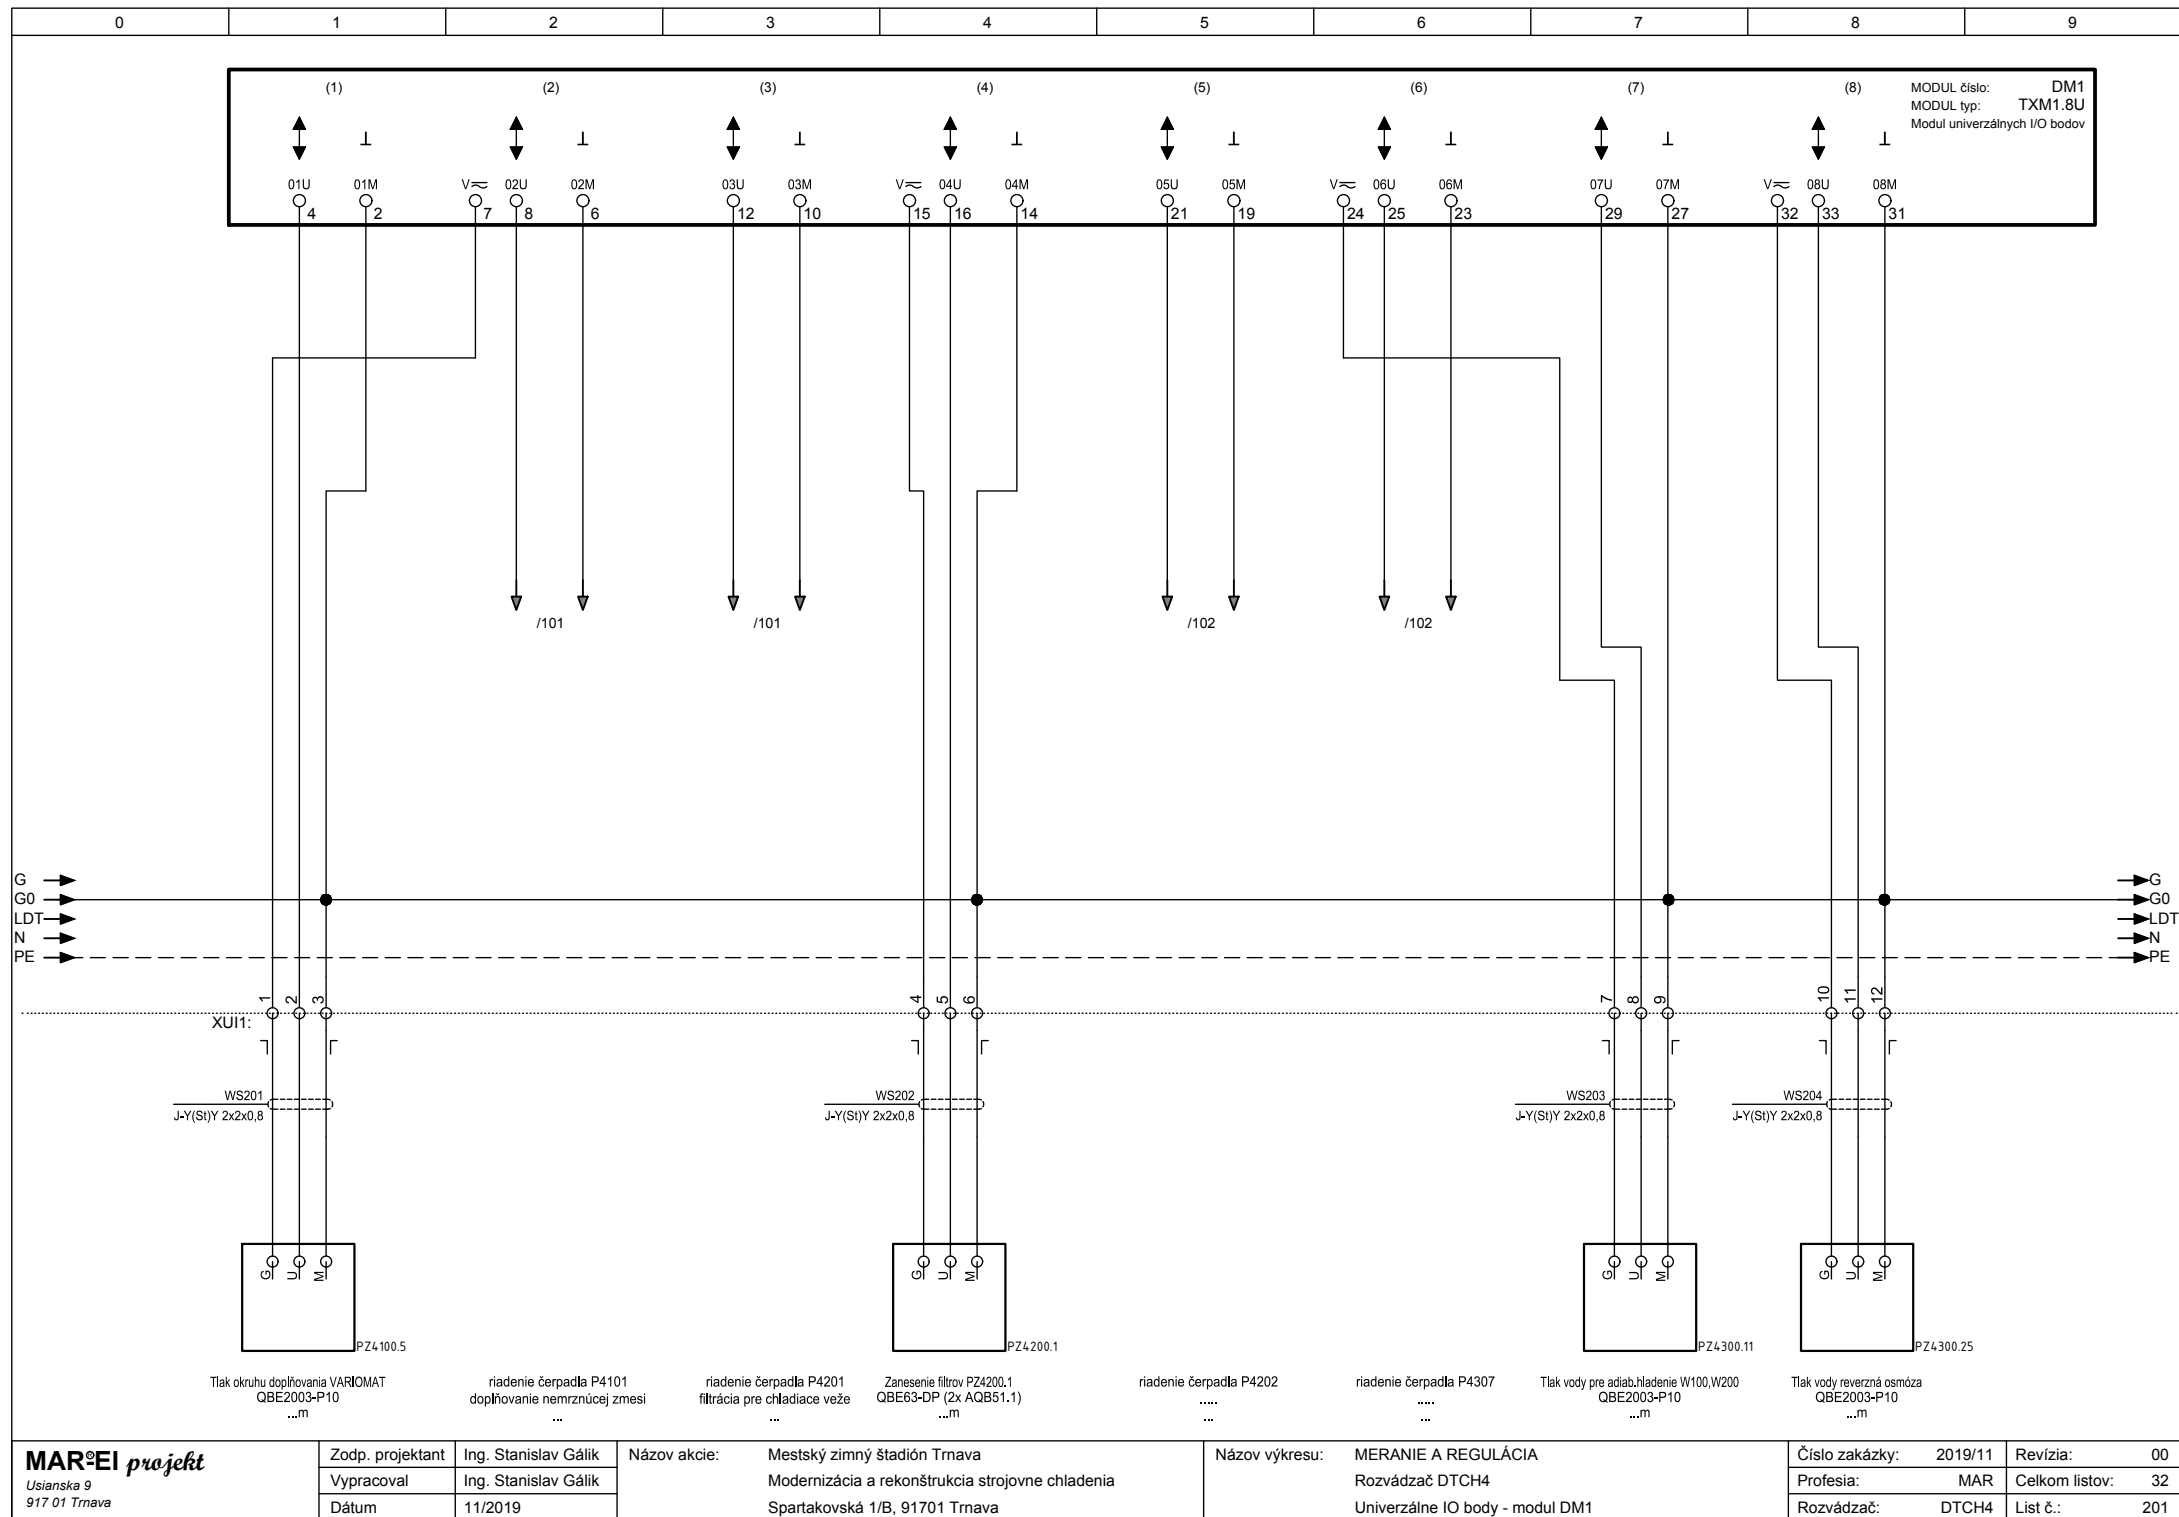 0 1 2 3 4 5 6 7 8 9
(1) (2) (3) (4) (5) (6) (7) (8)
MODUL číslo: DM1
MODUL typ: TXM1.8U
Modul univerzálnych I/O bodov
01U 01M V 02U 02M 03U 03M V 04U 04M 05U 05M V 06U 06M 07U 07M V 08U 08M
4 2 7 8 6 12 10 15 16 14 21 19 24 25 23 29 27 32 33 31
/101 /101 /102 /102
G G
G0 G0
LDT LDT
N N
PE PE
1 2 3 4 5 6 7 8 9 10 11 12
XUI1:
WS201 WS202 WS203 WS204
J-Y(St)Y 2x2x0,8 J-Y(St)Y 2x2x0,8 J-Y(St)Y 2x2x0,8 J-Y(St)Y 2x2x0,8
G U M G U M G U M G U M
PZ4100.5 PZ4200.1 PZ4300.11 PZ4300.25
Tlak okruhu doplňovania VARIOMAT
QBE2003-P10
...m
riadenie čerpadla P4101
doplňovanie nemrznúcej zmesi
...
riadenie čerpadla P4201
filtrácia pre chladiace veže
...
Zanesenie filtrov PZ4200.1
QBE63-DP (2x AQB51.1)
...m
riadenie čerpadla P4202
.....
...
riadenie čerpadla P4307
.....
...
Tlak vody pre adiab.hladenie W100,W200
QBE2003-P10
...m
Tlak vody reverzná osmóza
QBE2003-P10
...m
MAR®EI projekt
Usianska 9
917 01 Trnava
Zodp. projektant Ing. Stanislav Gálik
Vypracoval Ing. Stanislav Gálik
Dátum 11/2019
Názov akcie: Mestský zimný štadión Trnava
Modernizácia a rekonštrukcia strojovne chladenia
Spartakovská 1/B, 91701 Trnava
Názov výkresu: MERANIE A REGULÁCIA
Rozvádzač DTCH4
Univerzálne IO body - modul DM1
Číslo zakázky: 2019/11 Revízia: 00
Profesia: MAR Celkom listov: 32
Rozvádzač: DTCH4 List č.: 201